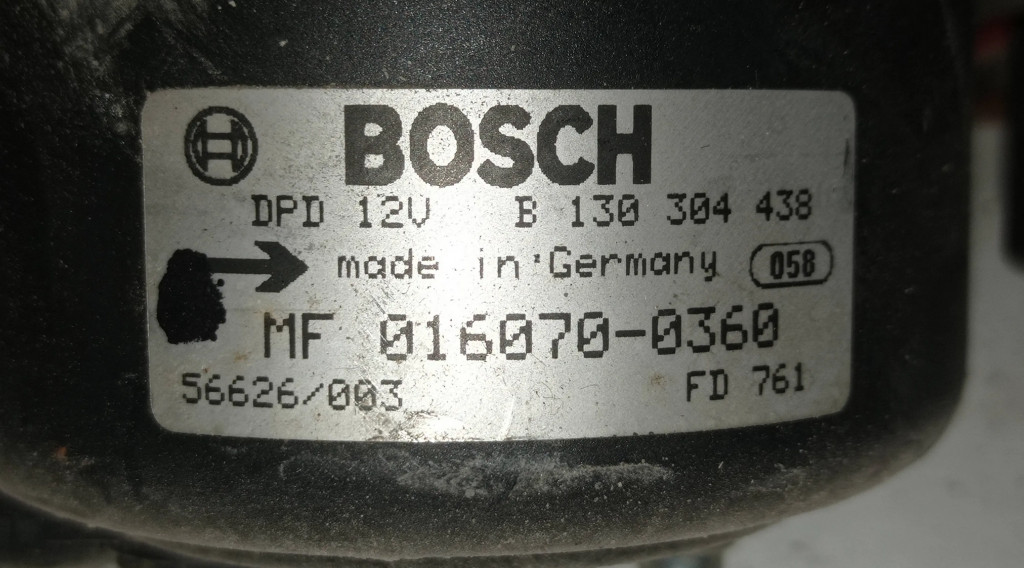 BOSCH
DPD 12V B 130 304 438
made in Germany 058
MF 016070-0360
56626/003 FD 761